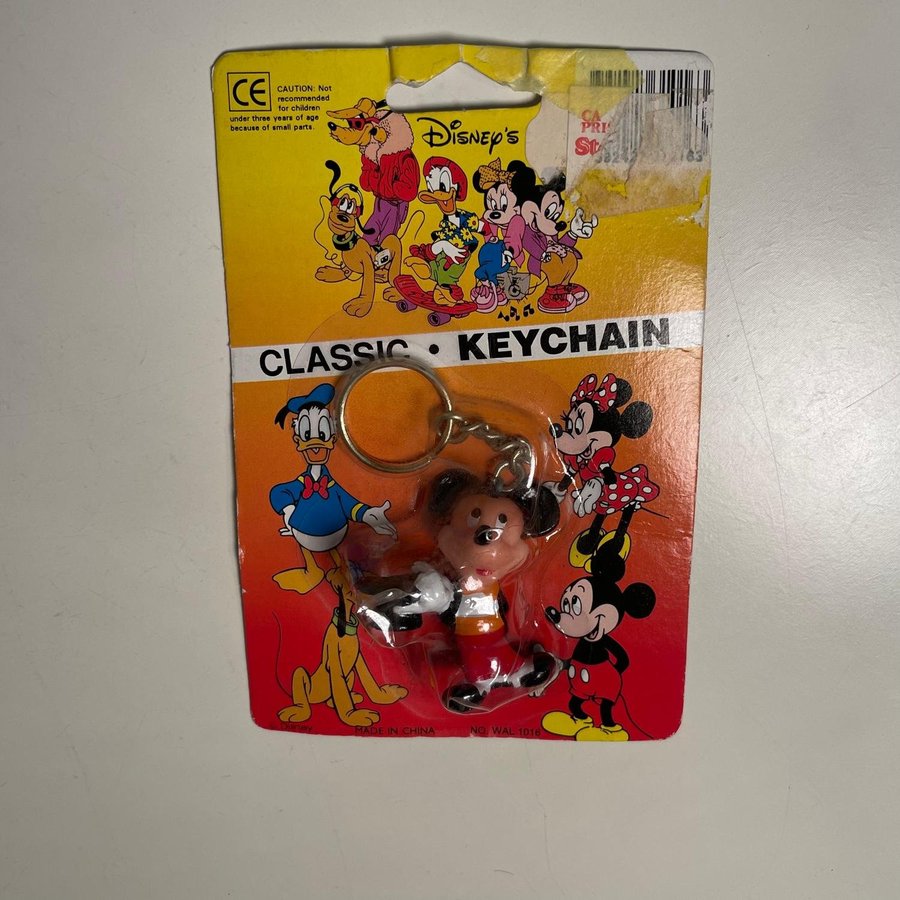 CE
CAUTION: Not
recommended
for children
under three years of age
because of small parts.
DISNEY'S
CLASSIC • KEYCHAIN
MADE IN CHINA
NO. WAL 1016